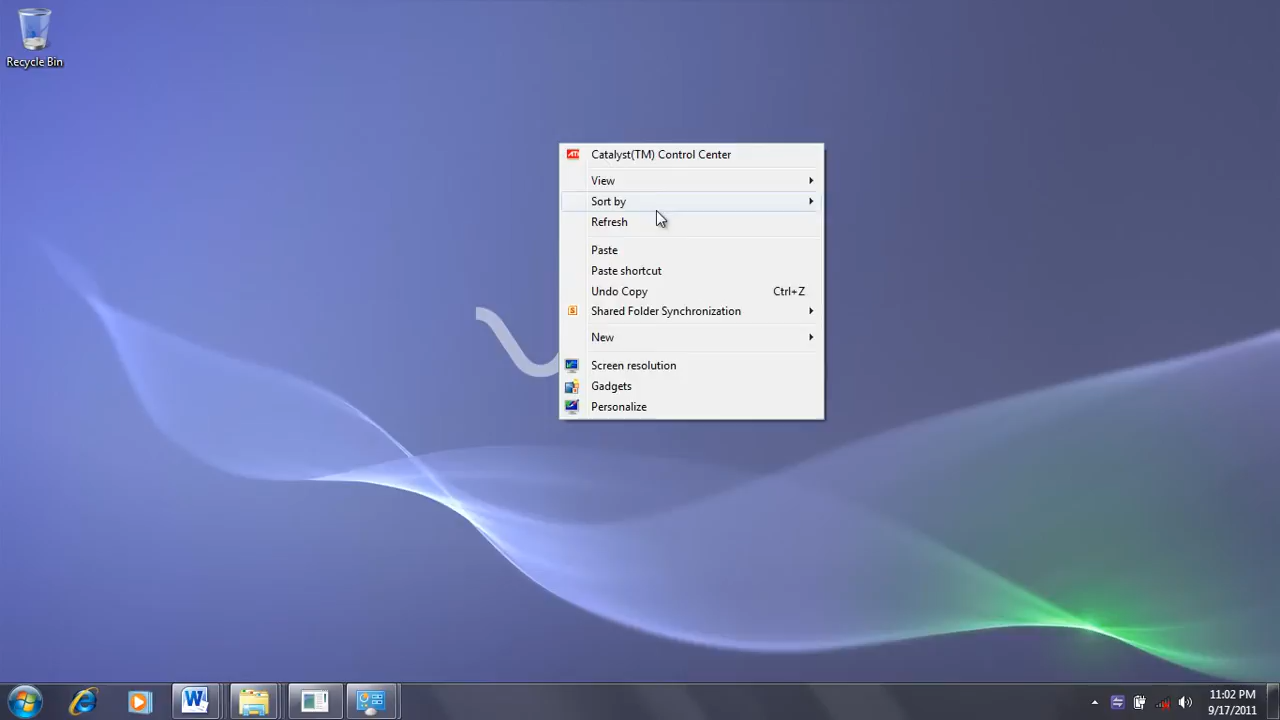 Recycle Bin
ATI
Catalyst(TM) Control Center
View
Sort by
Refresh
Paste
Paste shortcut
Undo Copy Ctrl+Z
S
Shared Folder Synchronization
New
Screen resolution
Gadgets
Personalize
W
11:02 PM
9/17/2011